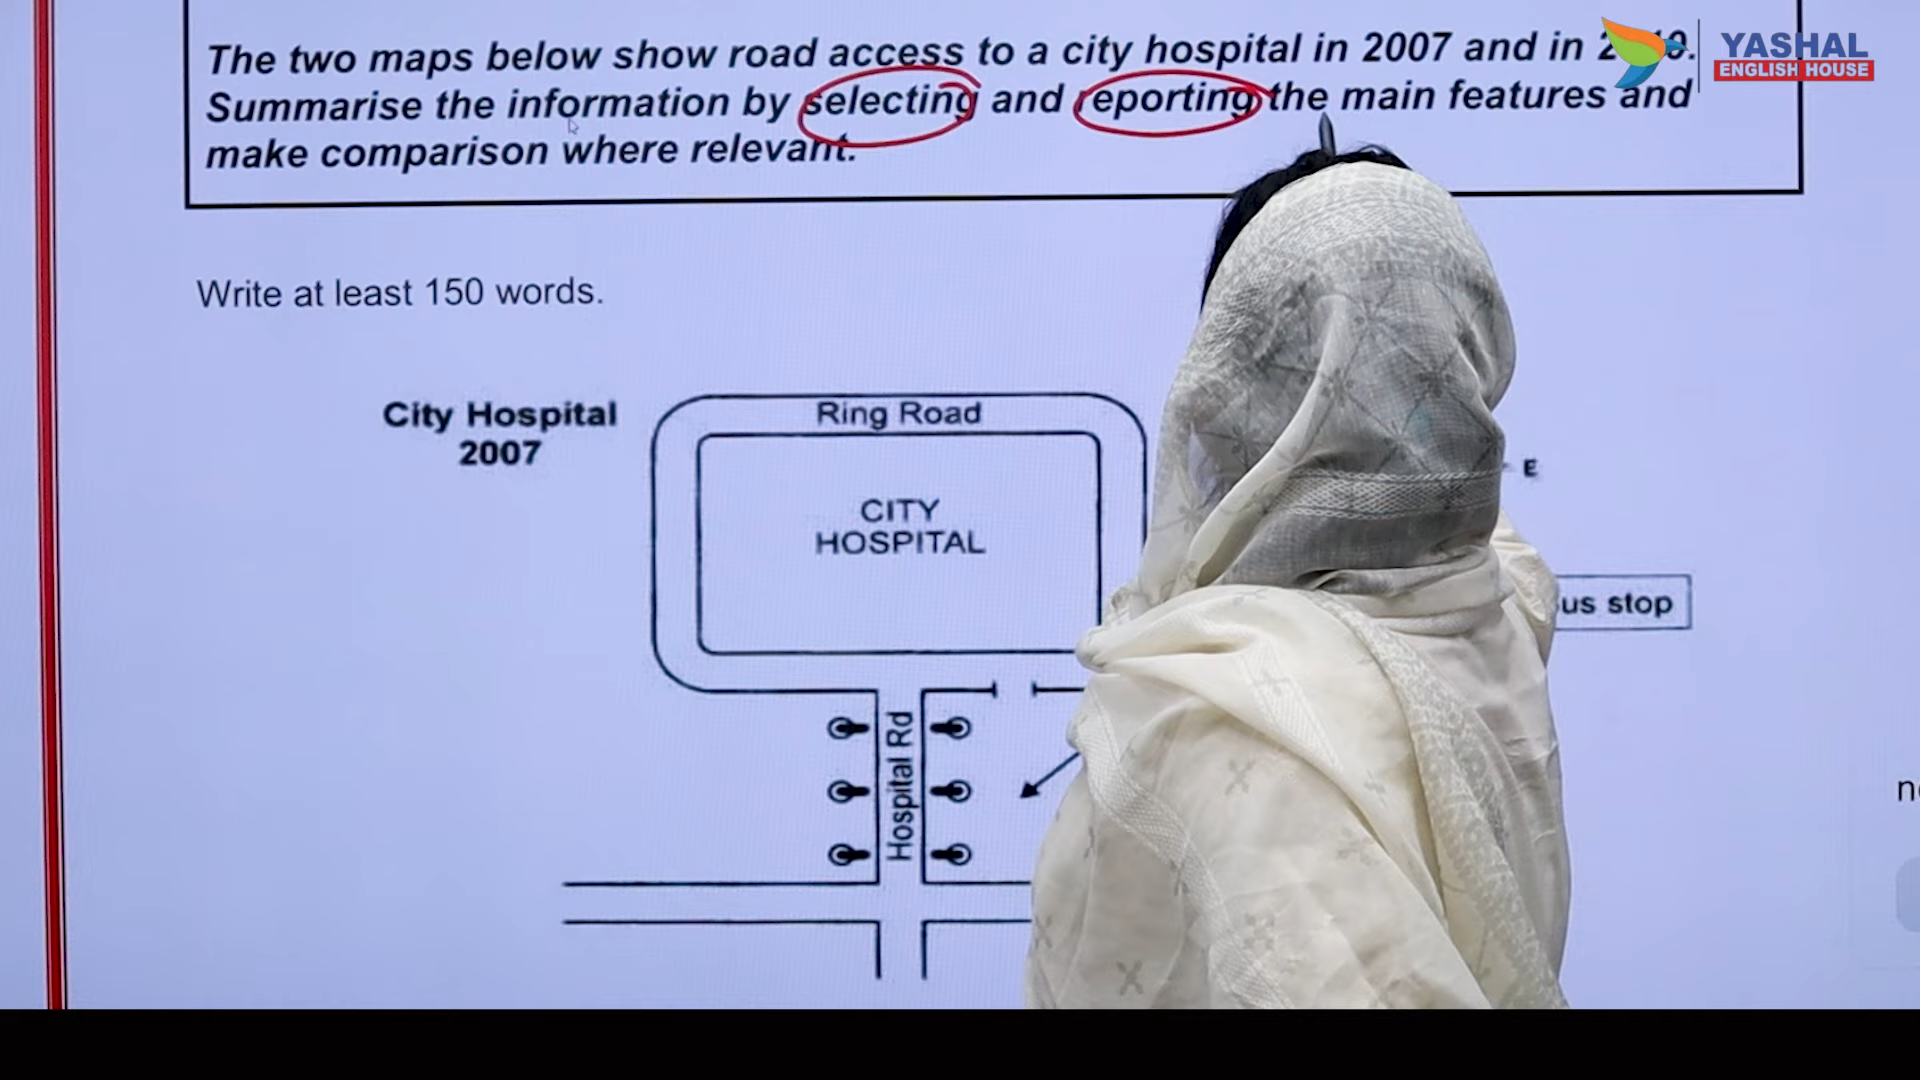 The two maps below show road access to a city hospital in 2007 and in
Summarise the information by selecting and reporting the main features and
make comparison where relevant.
YASHAL
ENGLISH HOUSE
Write at least 150 words.
City Hospital
2007
Ring Road
CITY
HOSPITAL
E
stop
Hospital Rd